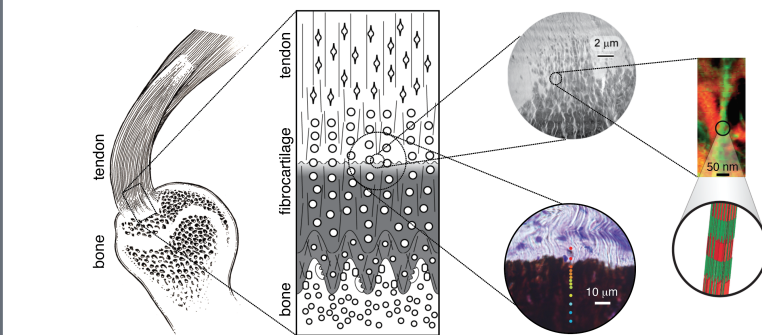 tendon
bone
tendon
fibrocartilage
bone
2 μm
10 μm
50 nm